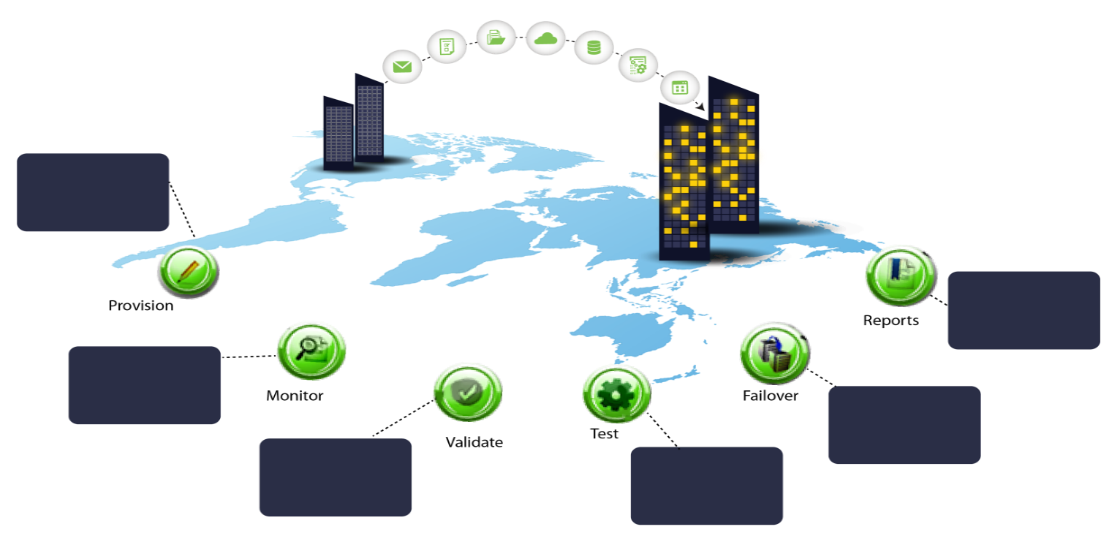 Provision
Monitor
Validate
Test
Failover
Reports